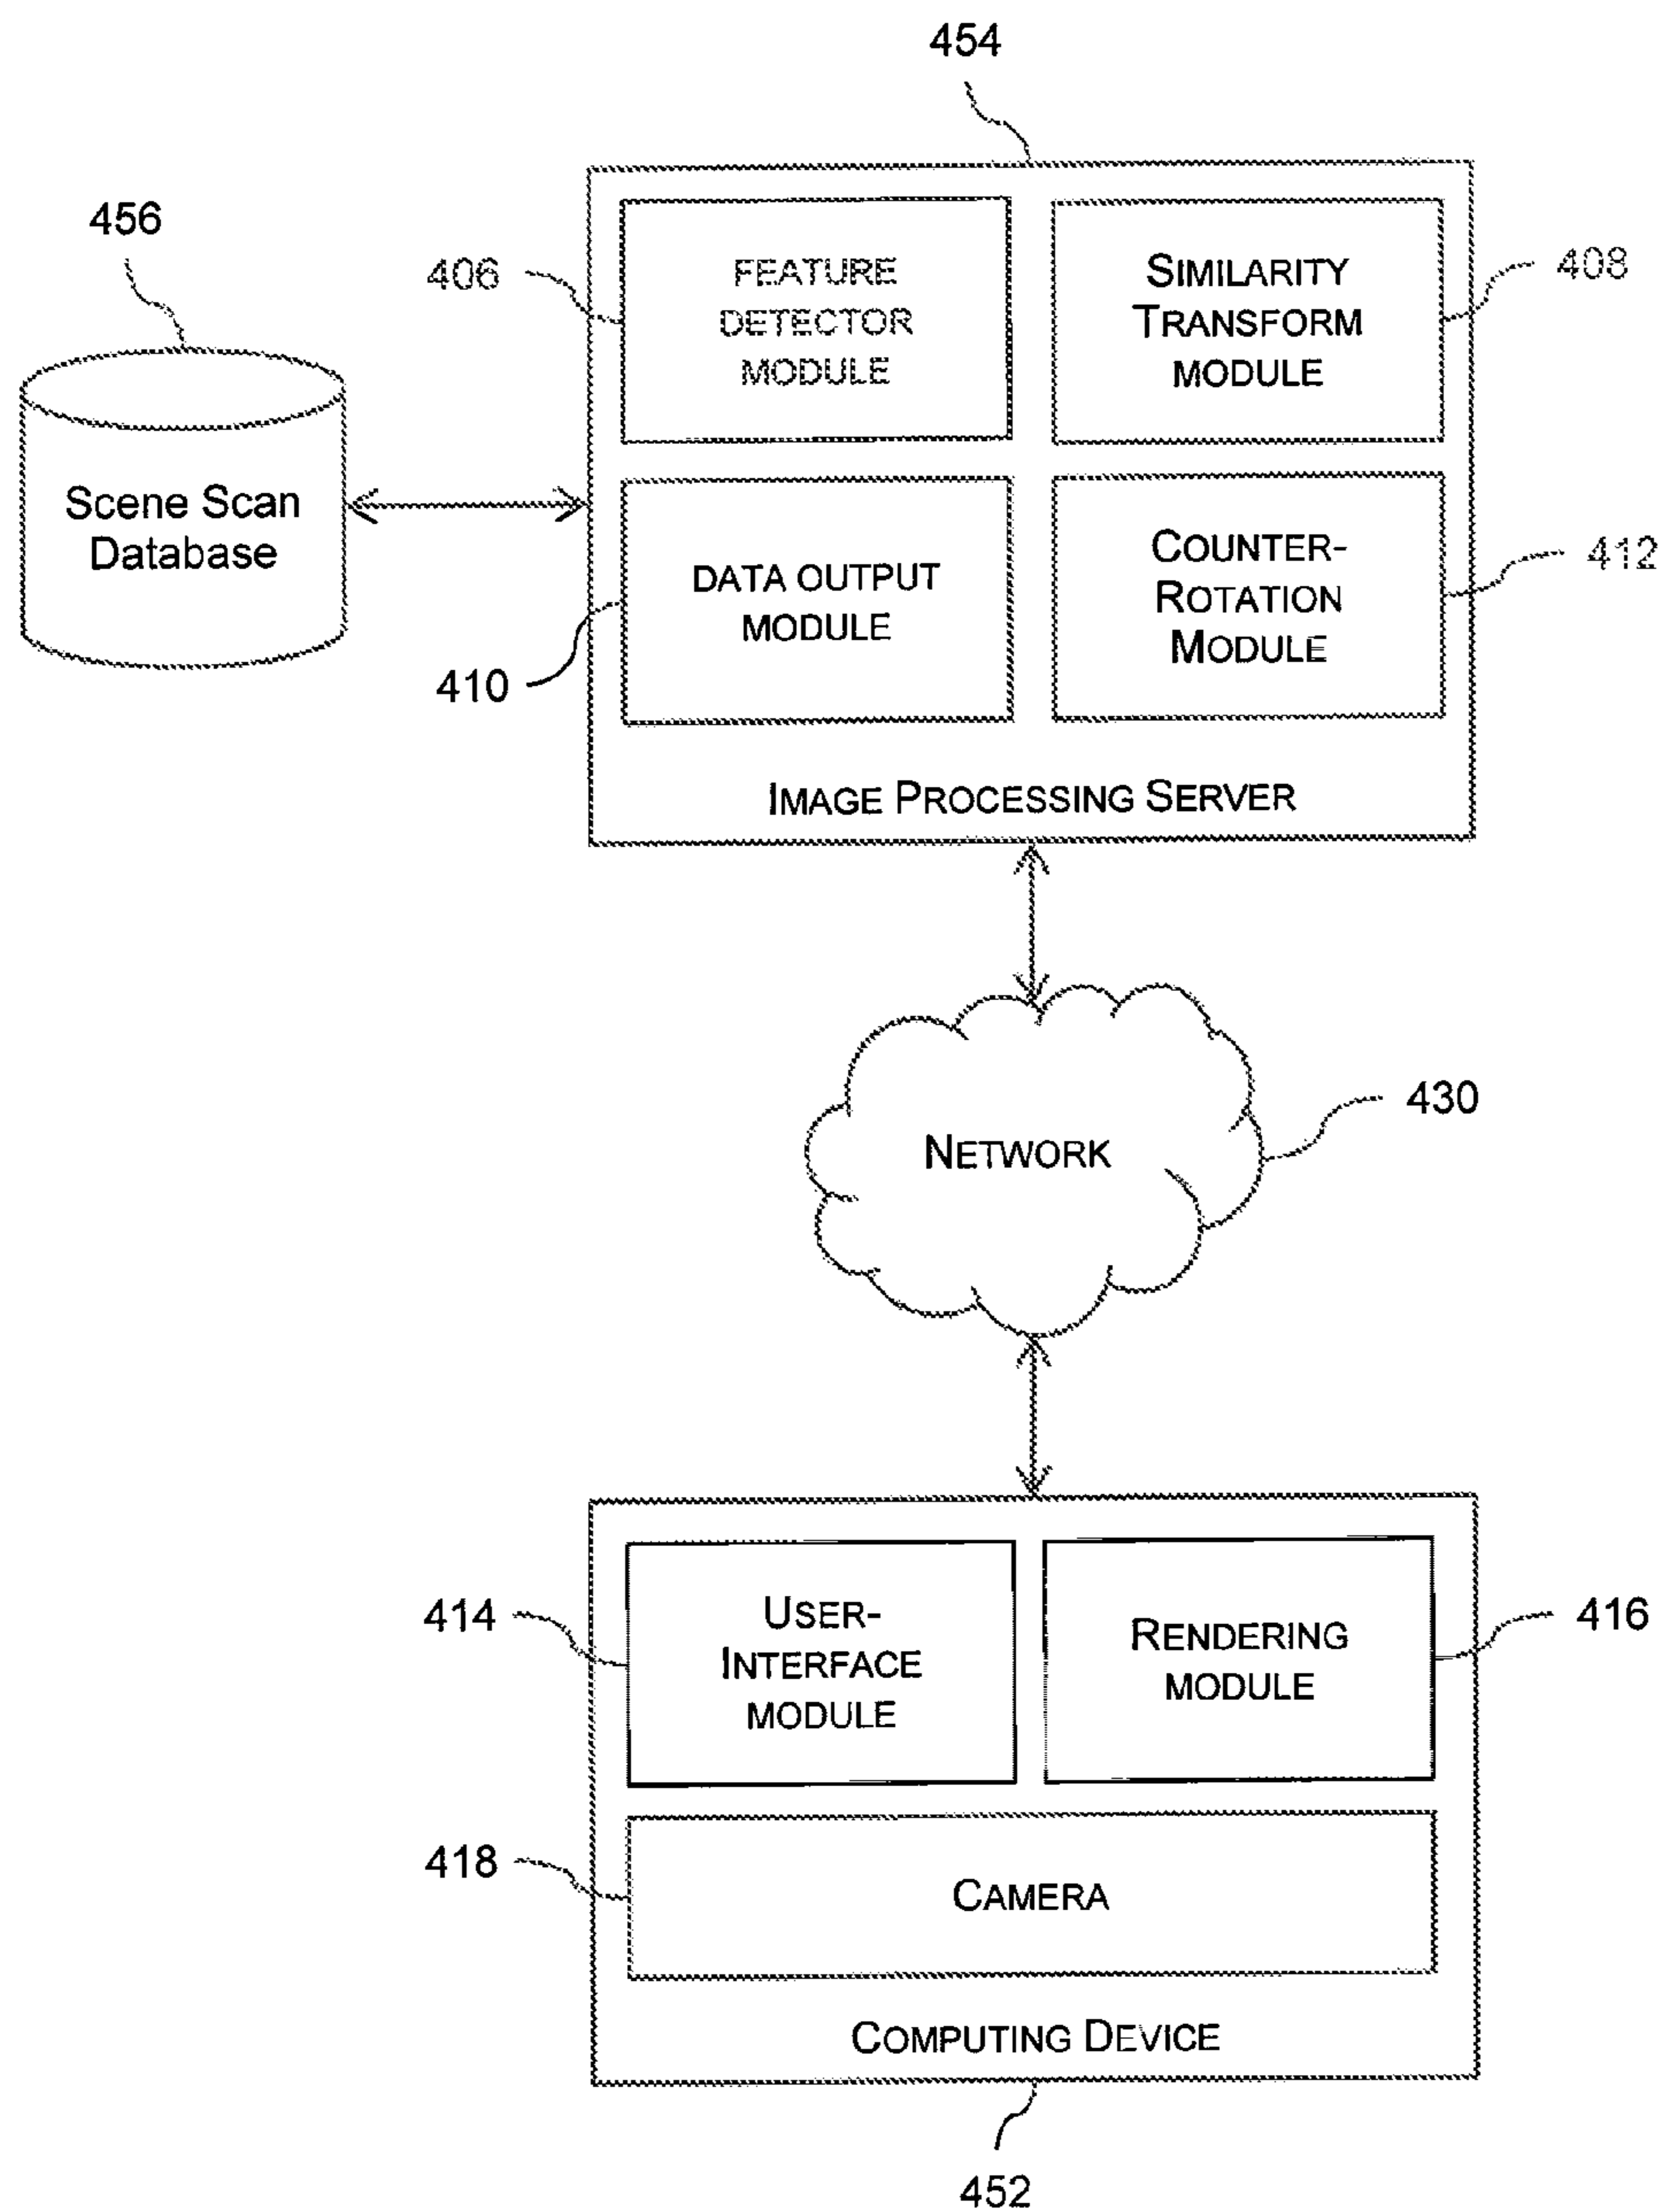 454
456
406
FEATURE
DETECTOR
MODULE
SIMILARITY
TRANSFORM
MODULE
408
Scene Scan
Database
DATA OUTPUT
MODULE
410
COUNTER-
ROTATION
MODULE
412
IMAGE PROCESSING SERVER
NETWORK
430
414
USER-
INTERFACE
MODULE
RENDERING
MODULE
416
418
CAMERA
COMPUTING DEVICE
452